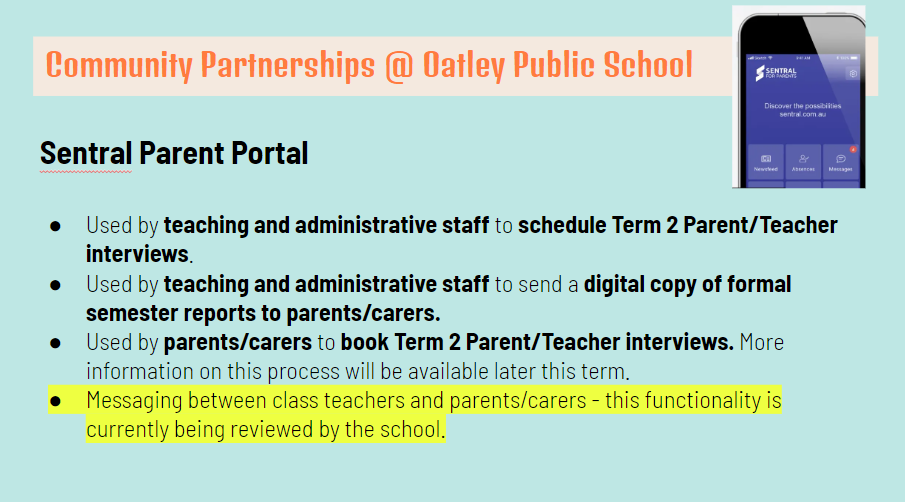 Community Partnerships @ Oatley Public School
SENTRAL
FOR PARENTS
Discover the possibilities
sentral.com.au
Newsfeed
Absences
Messages
Sentral Parent Portal
● Used by teaching and administrative staff to schedule Term 2 Parent/Teacher
interviews.
● Used by teaching and administrative staff to send a digital copy of formal
semester reports to parents/carers.
● Used by parents/carers to book Term 2 Parent/Teacher interviews. More
information on this process will be available later this term.
● Messaging between class teachers and parents/carers - this functionality is
currently being reviewed by the school.